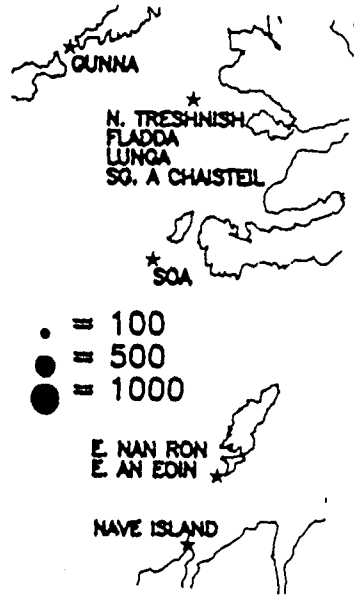 GUNNA
N. TRESHNISH
FLADDA
LUNGA
SG. A CHAISTEIL
SOA
= 100
= 500
= 1000
E. NAN RON
E. AN EOIN
NAVE ISLAND